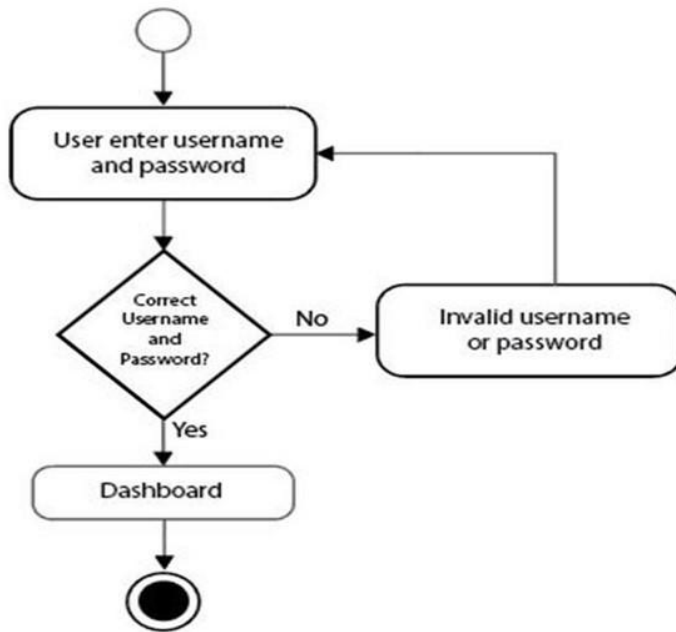 User enter username
and password
Correct
Username
and
Password?
No
Invalid username
or password
Yes
Dashboard